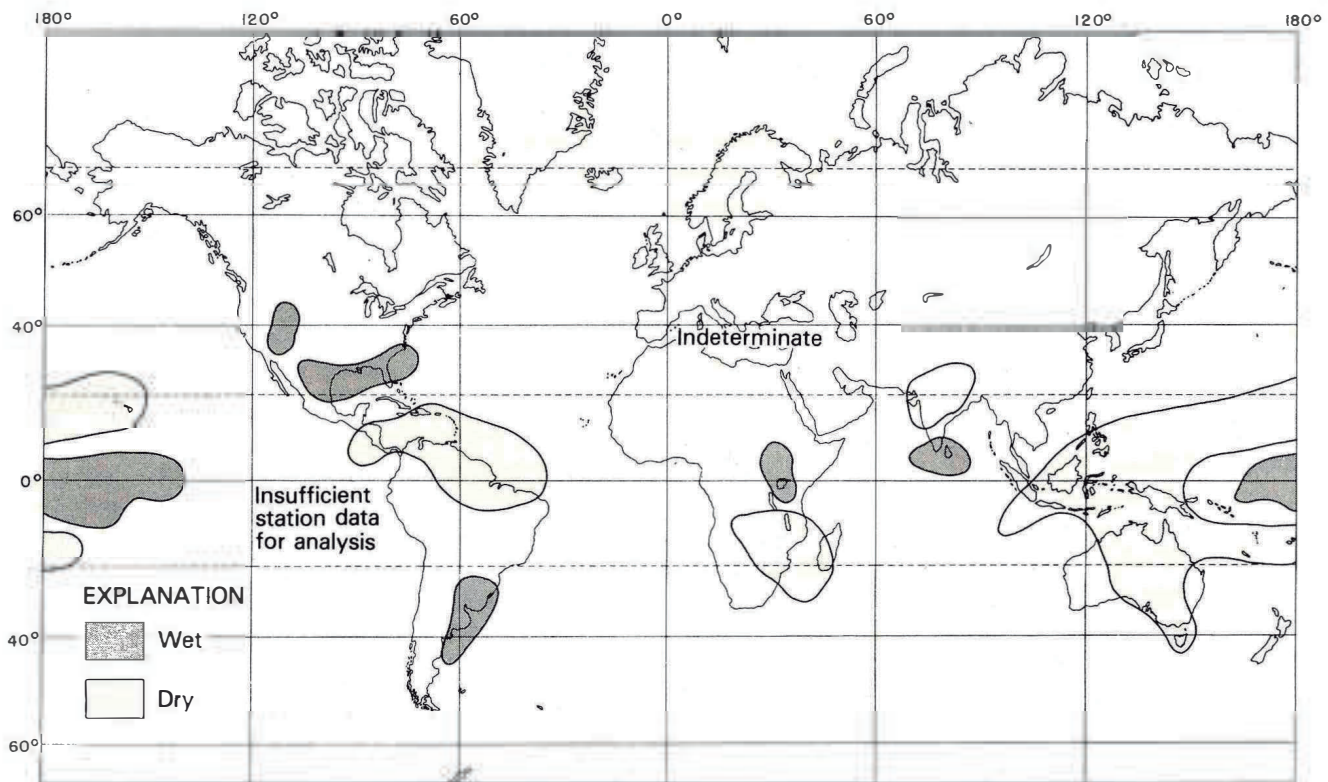 180° 120° 60° 0° 60° 120° 180°
60°
40°
Indeterminate
0°
Insufficient
station data
for analysis
EXPLANATION
Wet
40°
Dry
60°